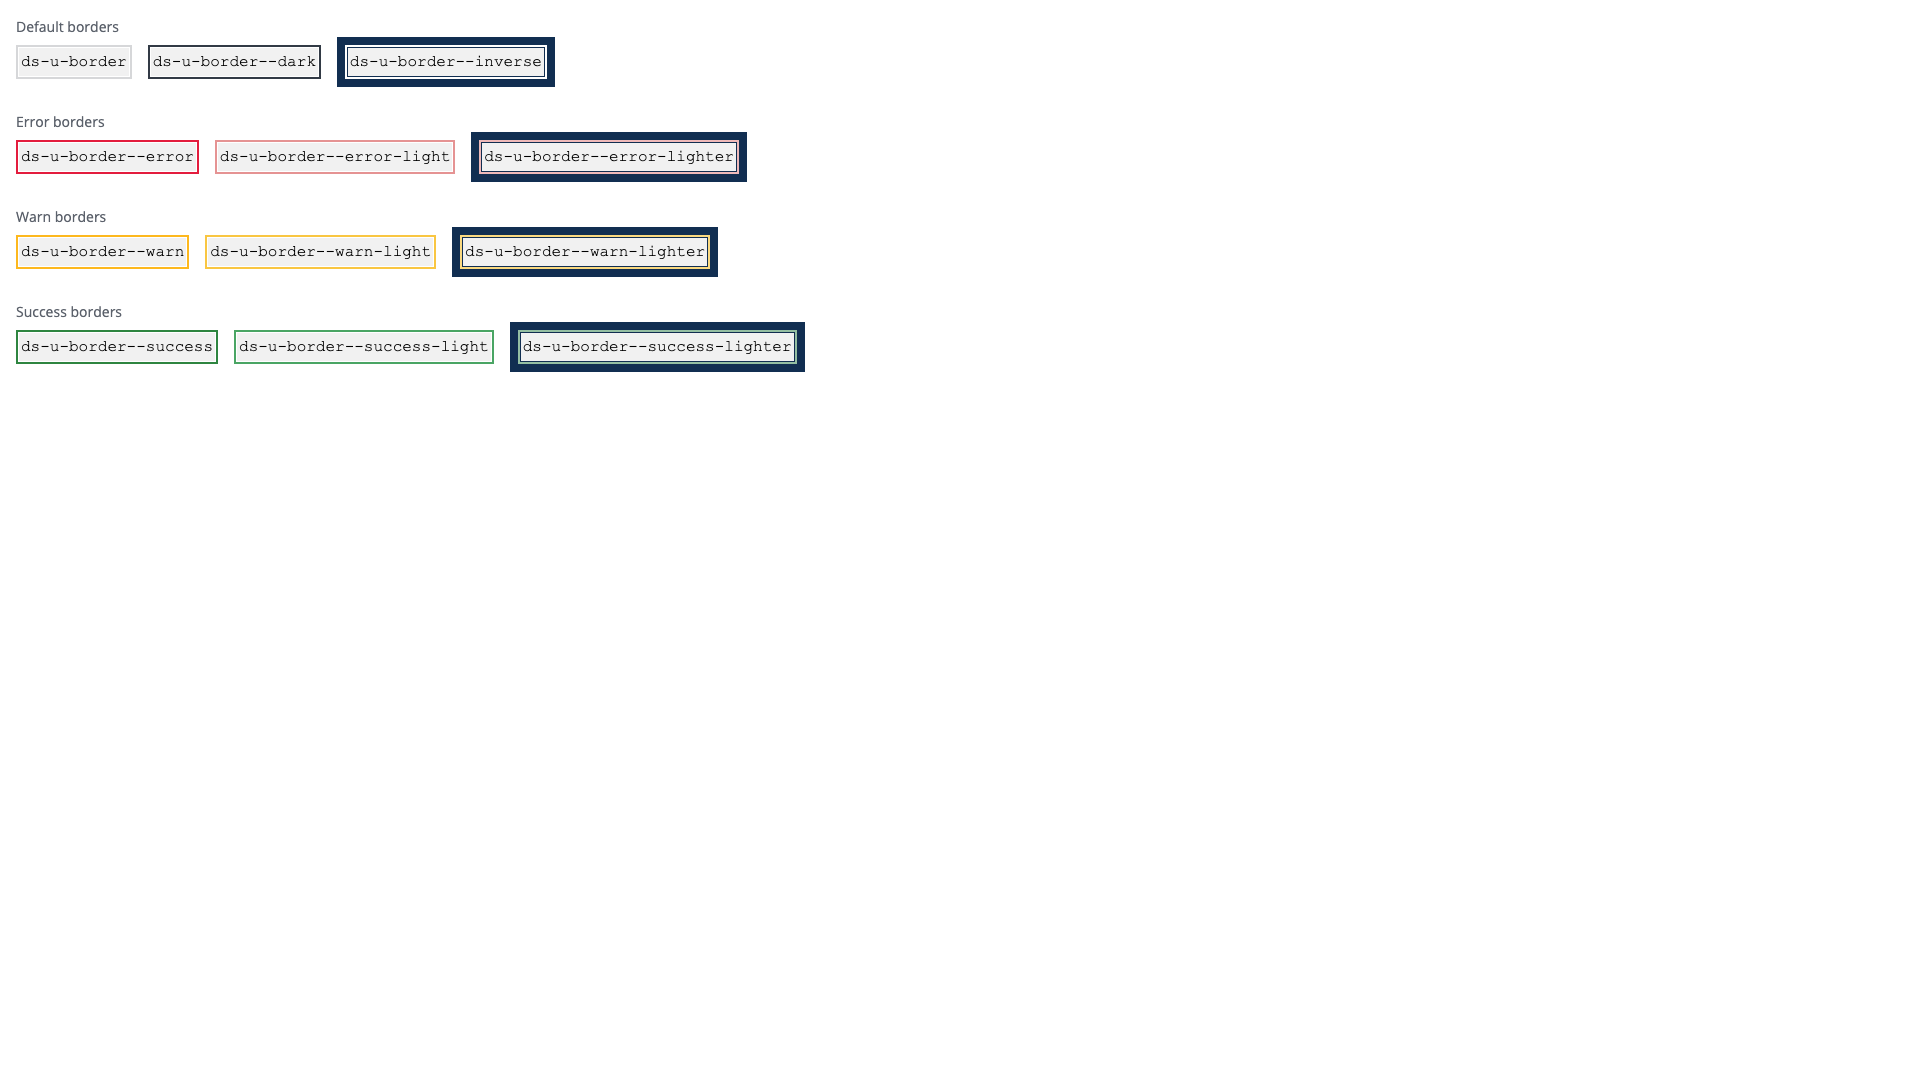 Default borders
ds-u-border ds-u-border--dark ds-u-border--inverse
Error borders
ds-u-border--error ds-u-border--error-light ds-u-border--error-lighter
Warn borders
ds-u-border--warn ds-u-border--warn-light ds-u-border--warn-lighter
Success borders
ds-u-border--success ds-u-border--success-light ds-u-border--success-lighter